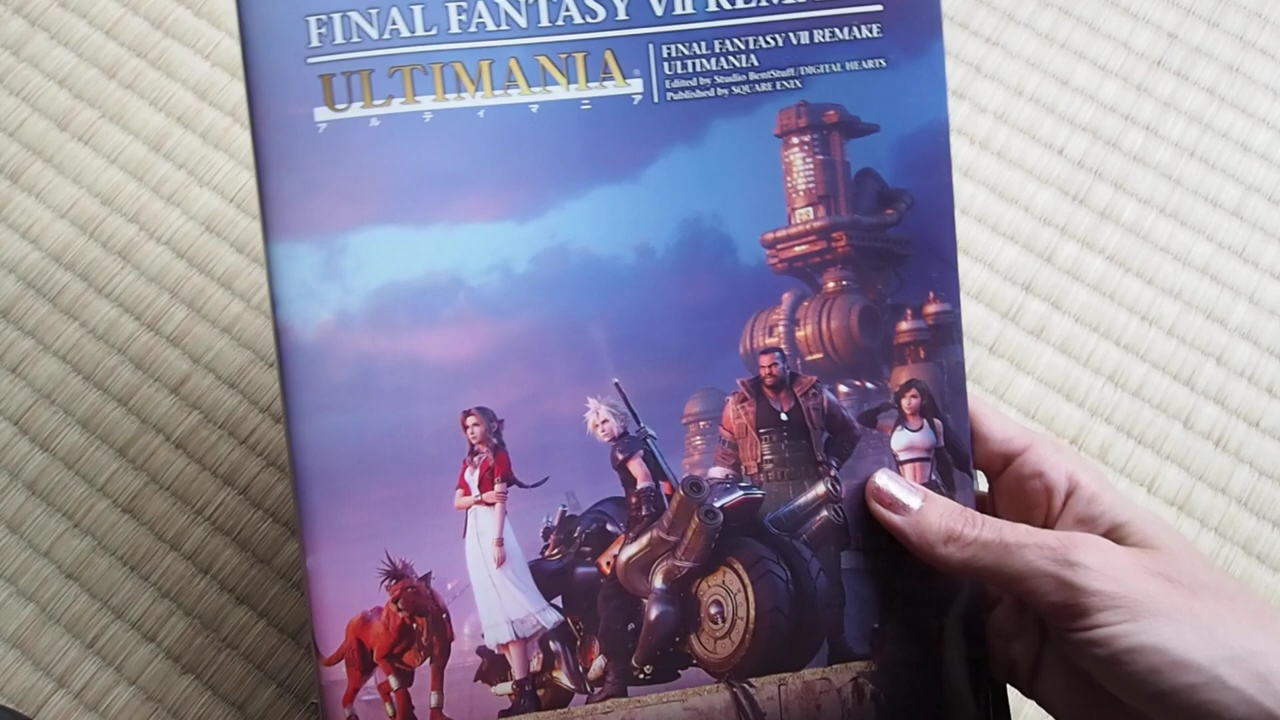 FINAL FANTASY VII REMAKE
ULTIMANIA
アルティマニア
FINAL FANTASY VII REMAKE
ULTIMANIA
Edited by Studio BentStuff/DIGITAL HEARTS
Published by SQUARE ENIX